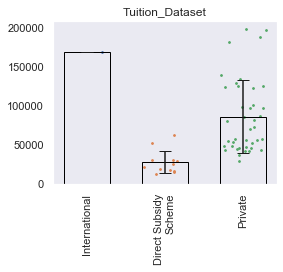 Tuition_Dataset
200000
150000
100000
50000
0
International
Direct Subsidy
Scheme
Private